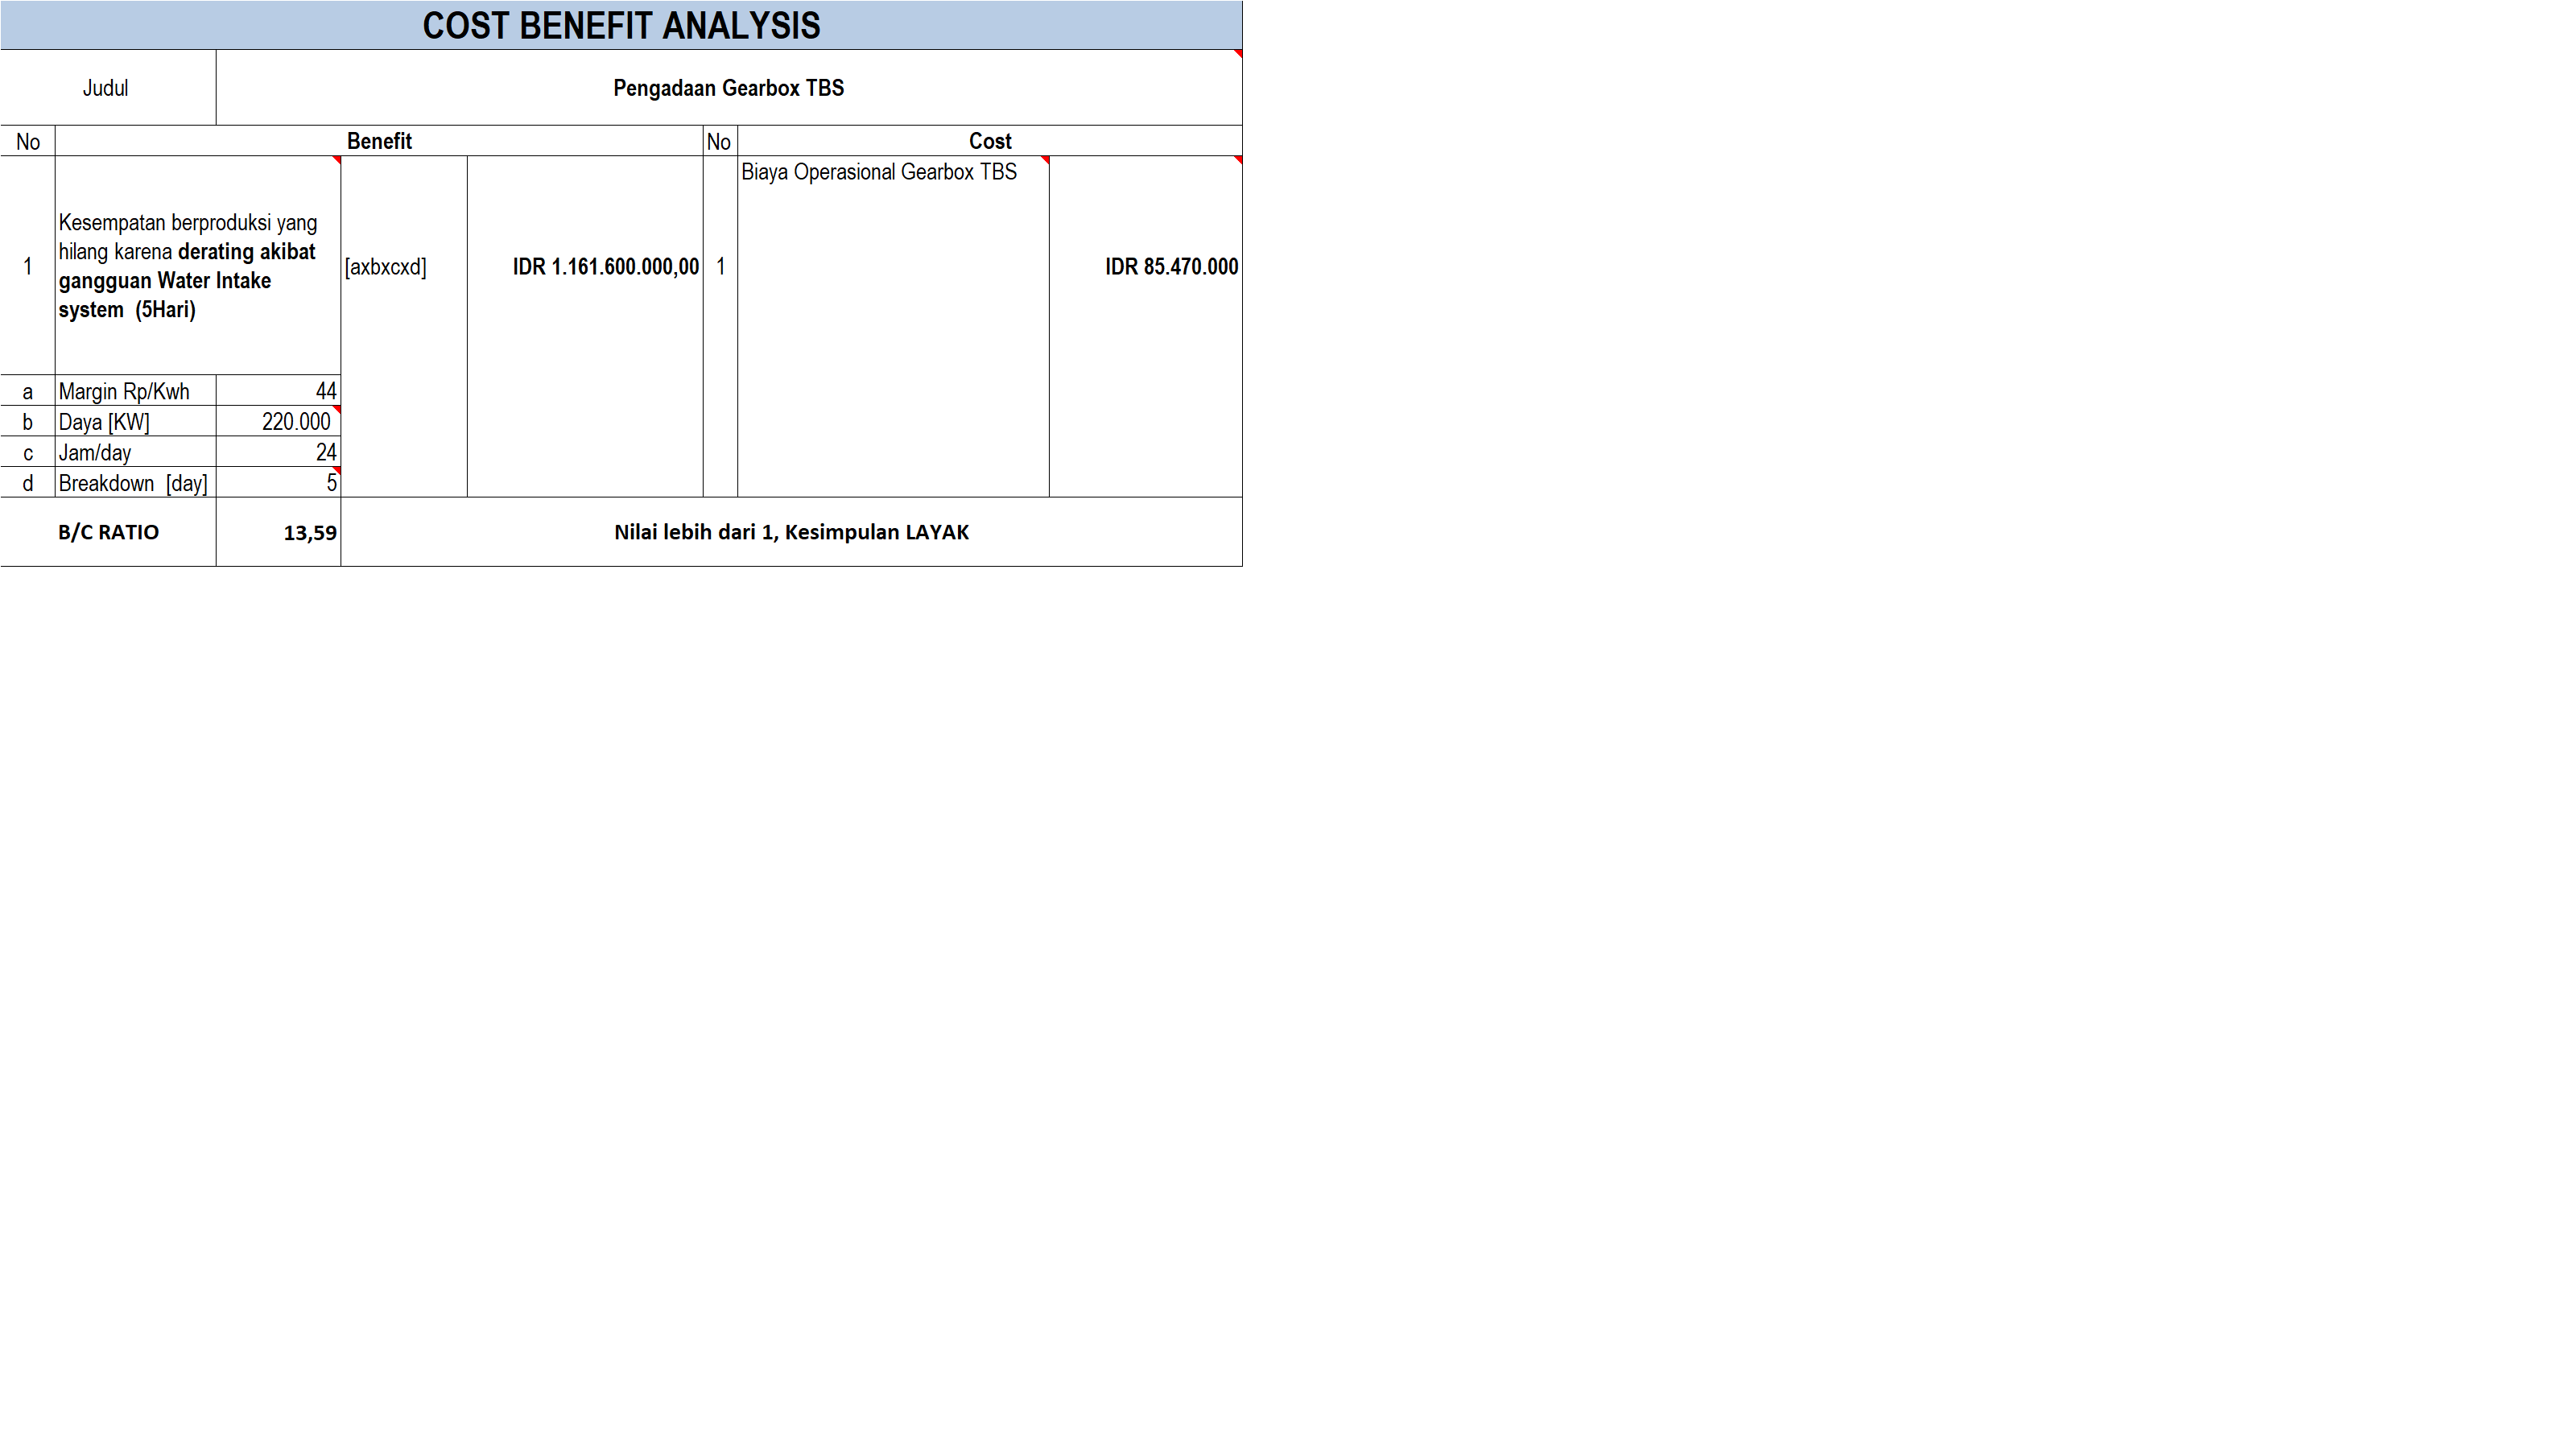 COST BENEFIT ANALYSIS
Judul
Pengadaan Gearbox TBS
No
Benefit
No
Cost
1
Kesempatan berproduksi yang
hilang karena derating akibat
gangguan Water Intake
system (5Hari)
[axbxcxd]
IDR 1.161.600.000,00
1
Biaya Operasional Gearbox TBS
IDR 85.470.000
a
Margin Rp/Kwh
44
b
Daya [KW]
220.000
c
Jam/day
24
d
Breakdown [day]
5
B/C RATIO
13,59
Nilai lebih dari 1, Kesimpulan LAYAK